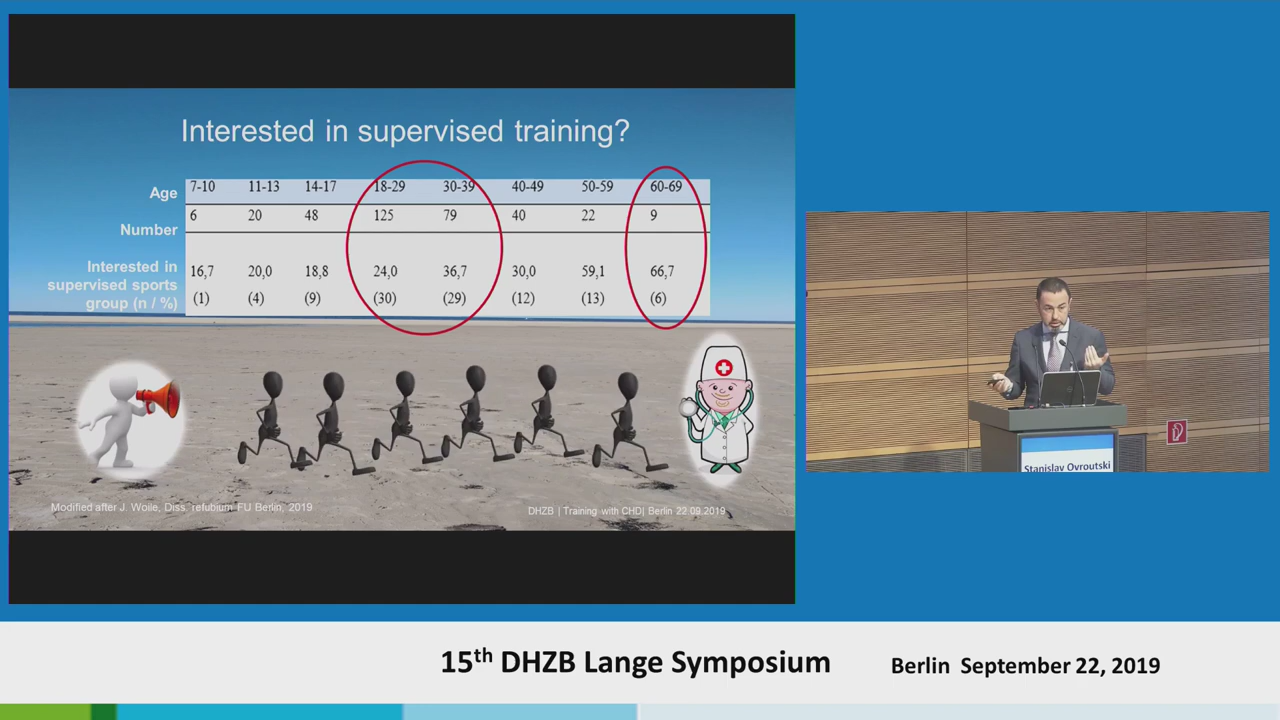 Interested in supervised training?
Age 7-10 11-13 14-17 18-29 30-39 40-49 50-59 60-69
Number 6 20 48 125 79 40 22 9
Interested in
supervised sports
group (n / %)
16,7 20,0 18,8 24,0 36,7 30,0 59,1 66,7
(1) (4) (9) (30) (29) (12) (13) (6)
Modified after J. Woile, Diss. refubium FU Berlin, 2019
DHZB | Training with CHD| Berlin 22.09.2019
Stanislav Ovroutski
15th DHZB Lange Symposium
Berlin September 22, 2019